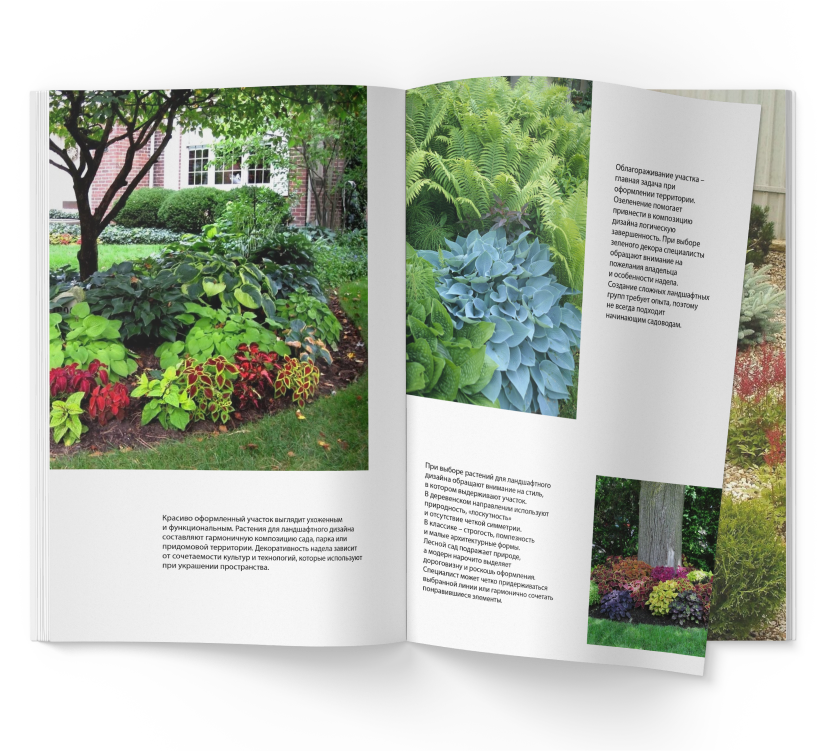 Красиво оформленный участок выглядит ухоженным
и функциональным. Растения для ландшафтного дизайна
составляют гармоничную композицию сада, парка или
придомовой территории. Декоративность надела зависит
от сочетаемости культур и технологий, которые используют
при украшении пространства.
Облагораживание участка –
главная задача при
оформлении территории.
Озеленение помогает
привнести в композицию
дизайна логическую
завершенность. При выборе
зеленого декора специалисты
обращают внимание на
пожелания владельца
и особенности надела.
Создание сложных ландшафтных
групп требует опыта, поэтому
не всегда подходит
начинающим садоводам.
При выборе растений для ландшафтного
дизайна обращают внимание на стиль,
в котором выдерживают участок.
В деревенском направлении используют
природность, «лоскутность»
и отсутствие четкой симметрии.
В классике – строгость, помпезность
и малые архитектурные формы.
Лесной сад подражает природе,
а модерн нарочито выделяет
дороговизну и роскошь оформления.
Специалист может четко придерживаться
выбранной линии или гармонично сочетать
понравившиеся элементы.